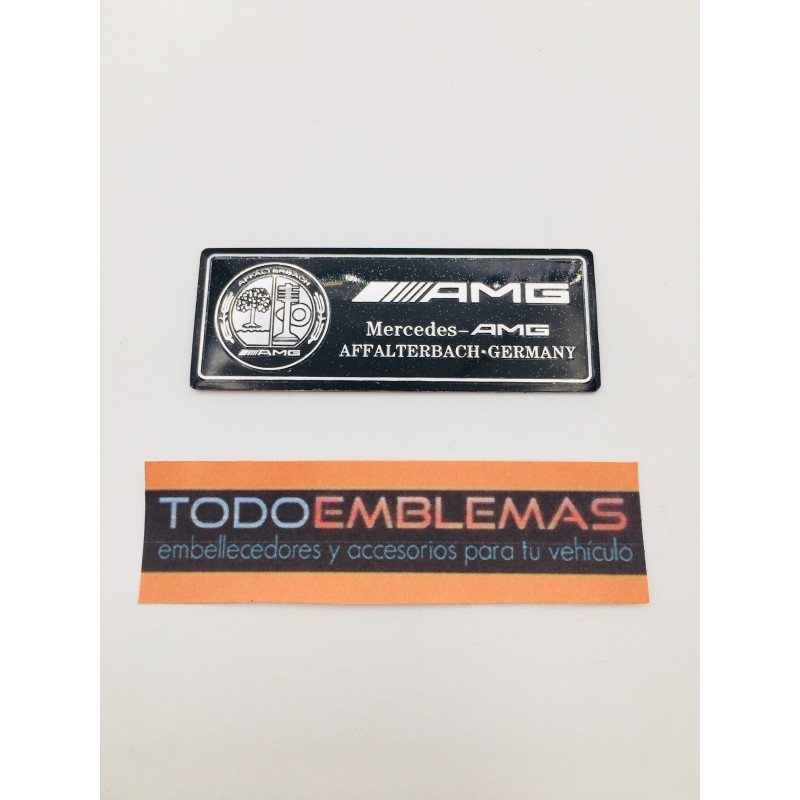 AFFALTERBACH
AMG
AMG
Mercedes-AMG
AFFALTERBACH·GERMANY
TODOEMBLEMAS
embellecedores y accesorios para tu vehículo